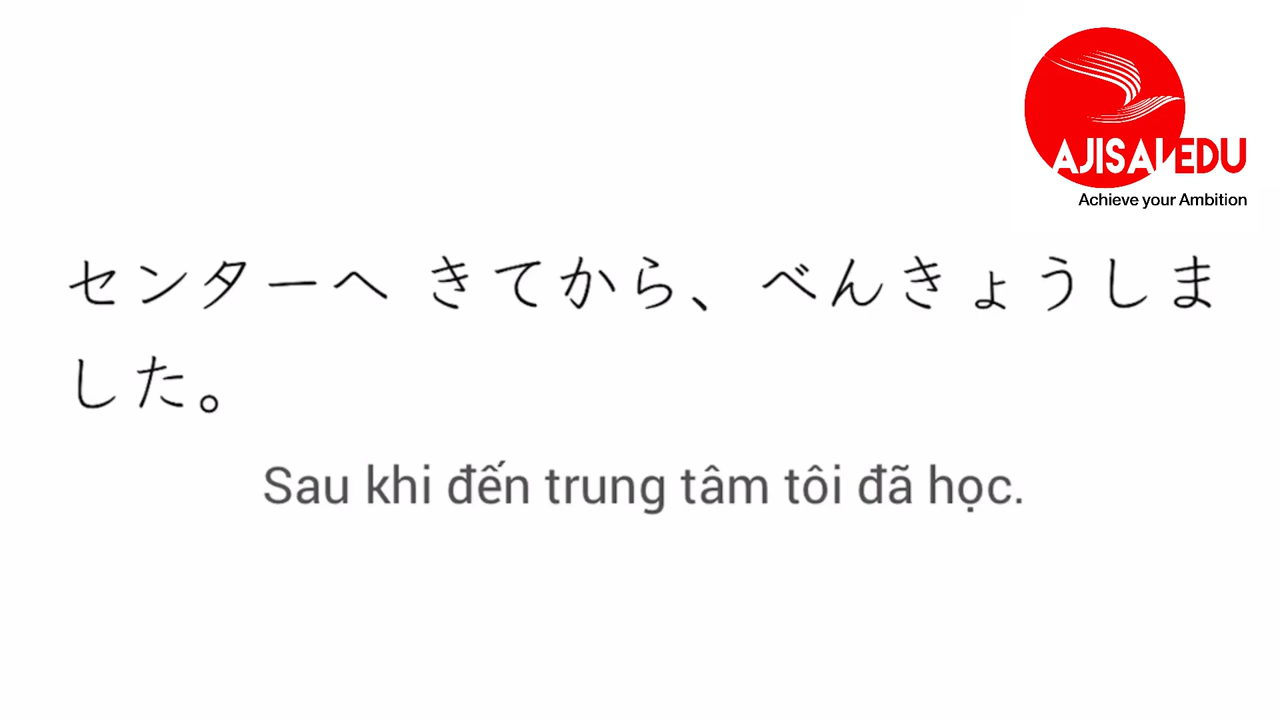 AJISAI EDU
Achieve your Ambition
センターへ きてから、べんきょうしま
した。
Sau khi đến trung tâm tôi đã học.